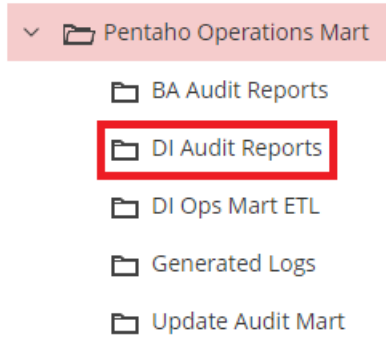 Pentaho Operations Mart
BA Audit Reports
DI Audit Reports
DI Ops Mart ETL
Generated Logs
Update Audit Mart